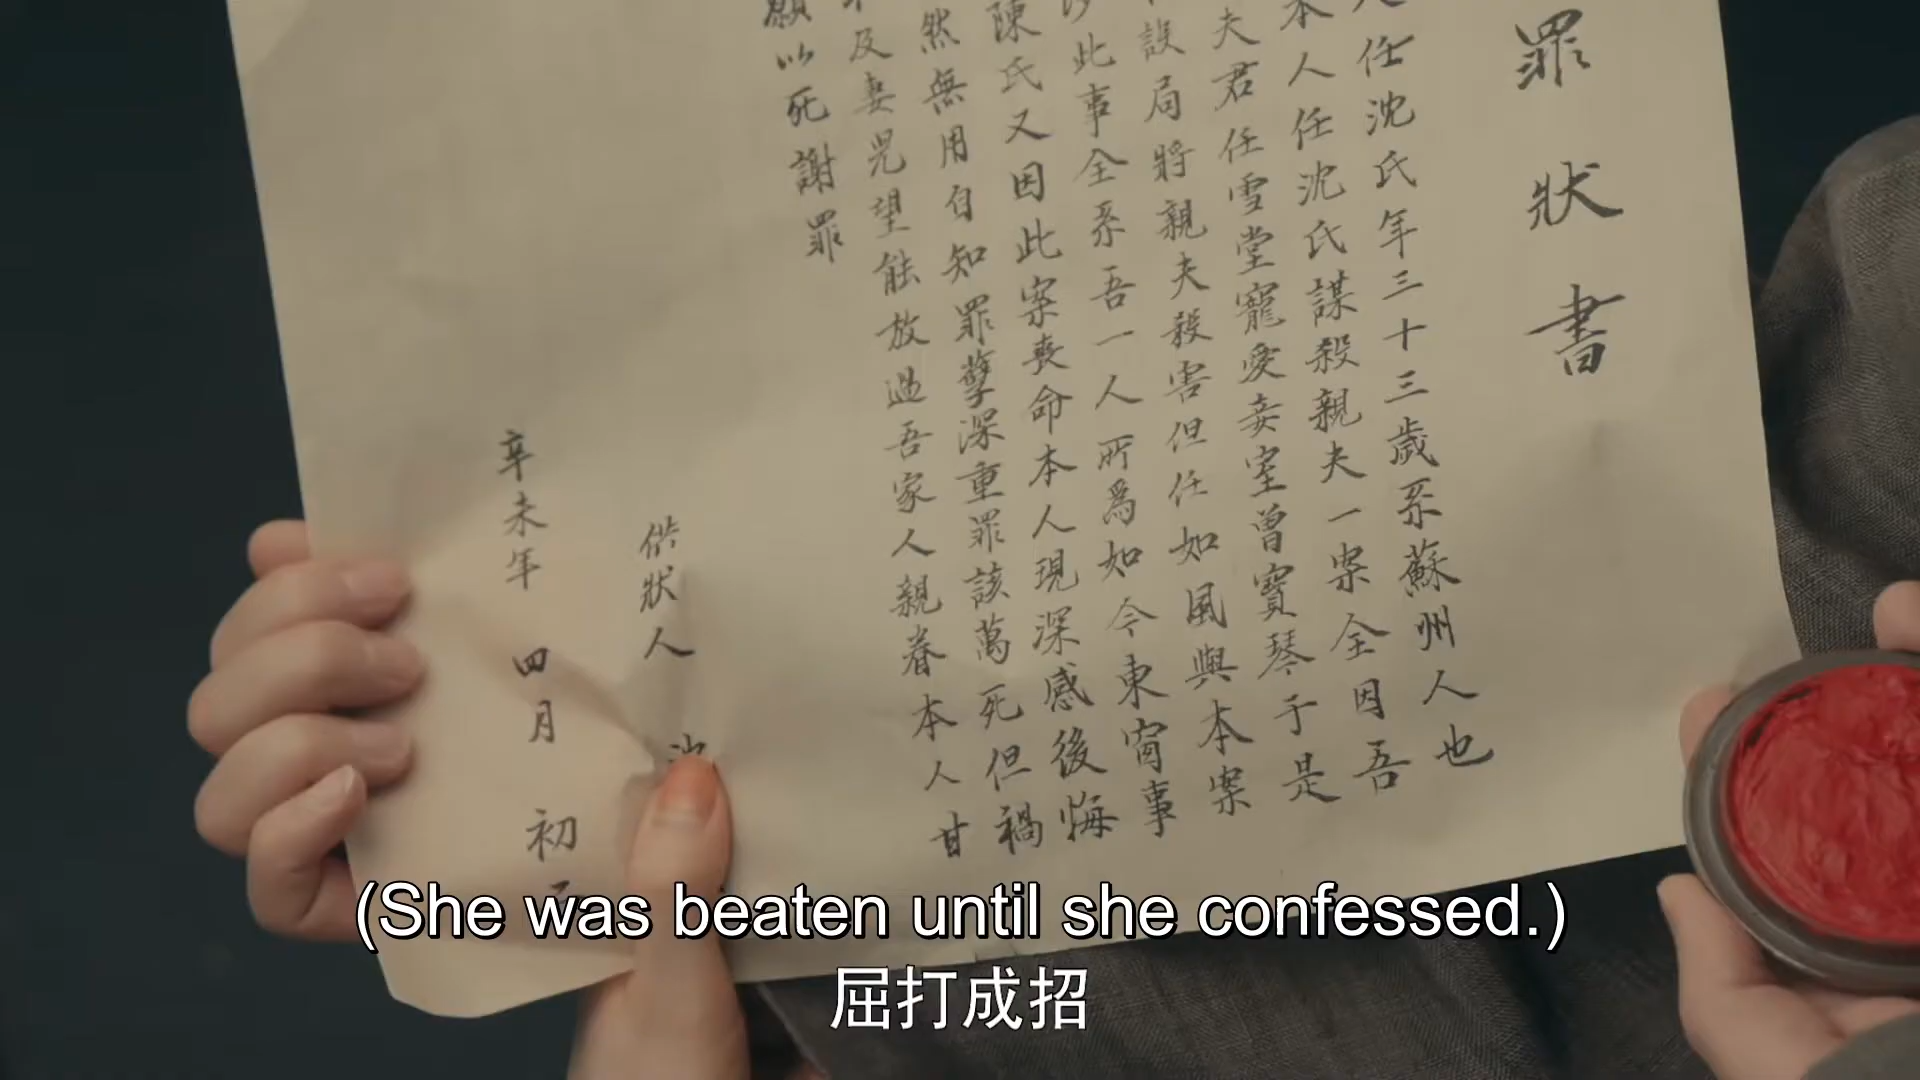 罪狀書
任沈氏年三十三歲系蘇州人也
本人任沈氏謀殺親夫一案全因吾
夫君任雪堂寵愛妾室曾寶琴于是
設局將親夫殺害但任如風與本案
此事全系吾一人所為如今東窗事
陳氏又因此案喪命本人現深感後悔
然無用自知罪孽深重罪該萬死但禍
及妻兒望能放過吾家人親眷本人甘
願以死謝罪
供狀人
辛未年 四月 初
(She was beaten until she confessed.)
屈打成招